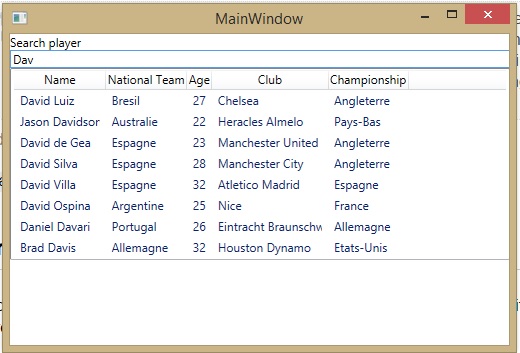 MainWindow
Search player
Dav
Name National Team Age Club Championship
David Luiz Bresil 27 Chelsea Angleterre
Jason Davidsor Australie 22 Heracles Almelo Pays-Bas
David de Gea Espagne 23 Manchester United Angleterre
David Silva Espagne 28 Manchester City Angleterre
David Villa Espagne 32 Atletico Madrid Espagne
David Ospina Argentine 25 Nice France
Daniel Davari Portugal 26 Eintracht Braunschw Allemagne
Brad Davis Allemagne 32 Houston Dynamo Etats-Unis